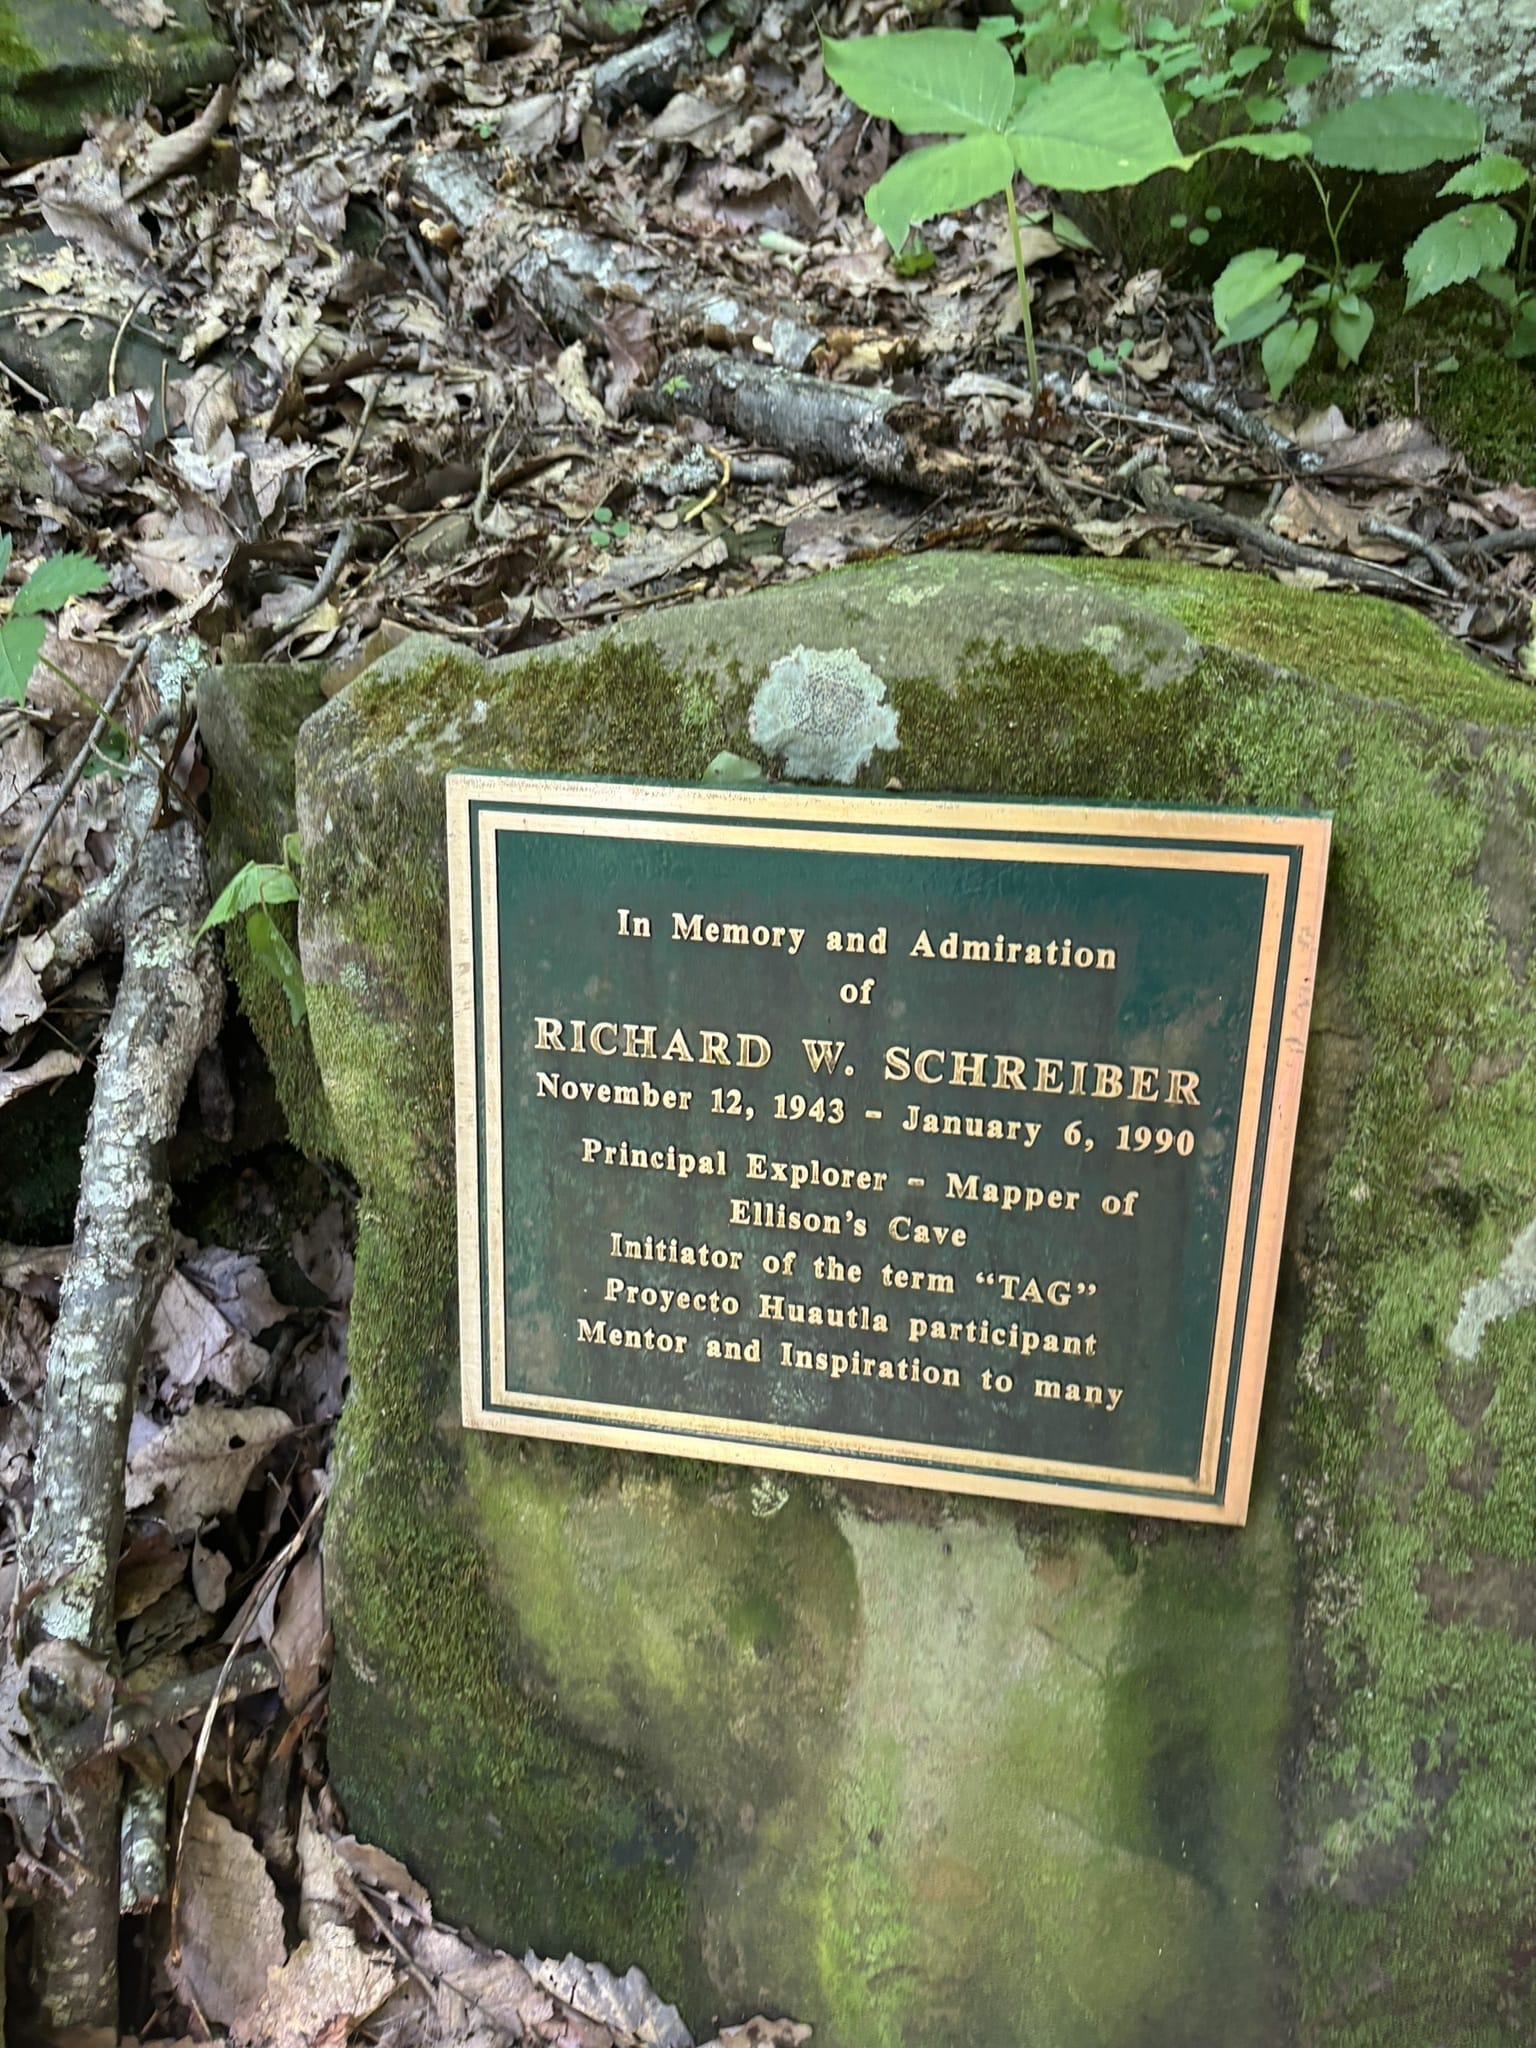 In Memory and Admiration
of
RICHARD W. SCHREIBER
November 12, 1943 - January 6, 1990
Principal Explorer - Mapper of
Ellison's Cave
Initiator of the term “TAG”
Proyecto Huautla participant
Mentor and Inspiration to many